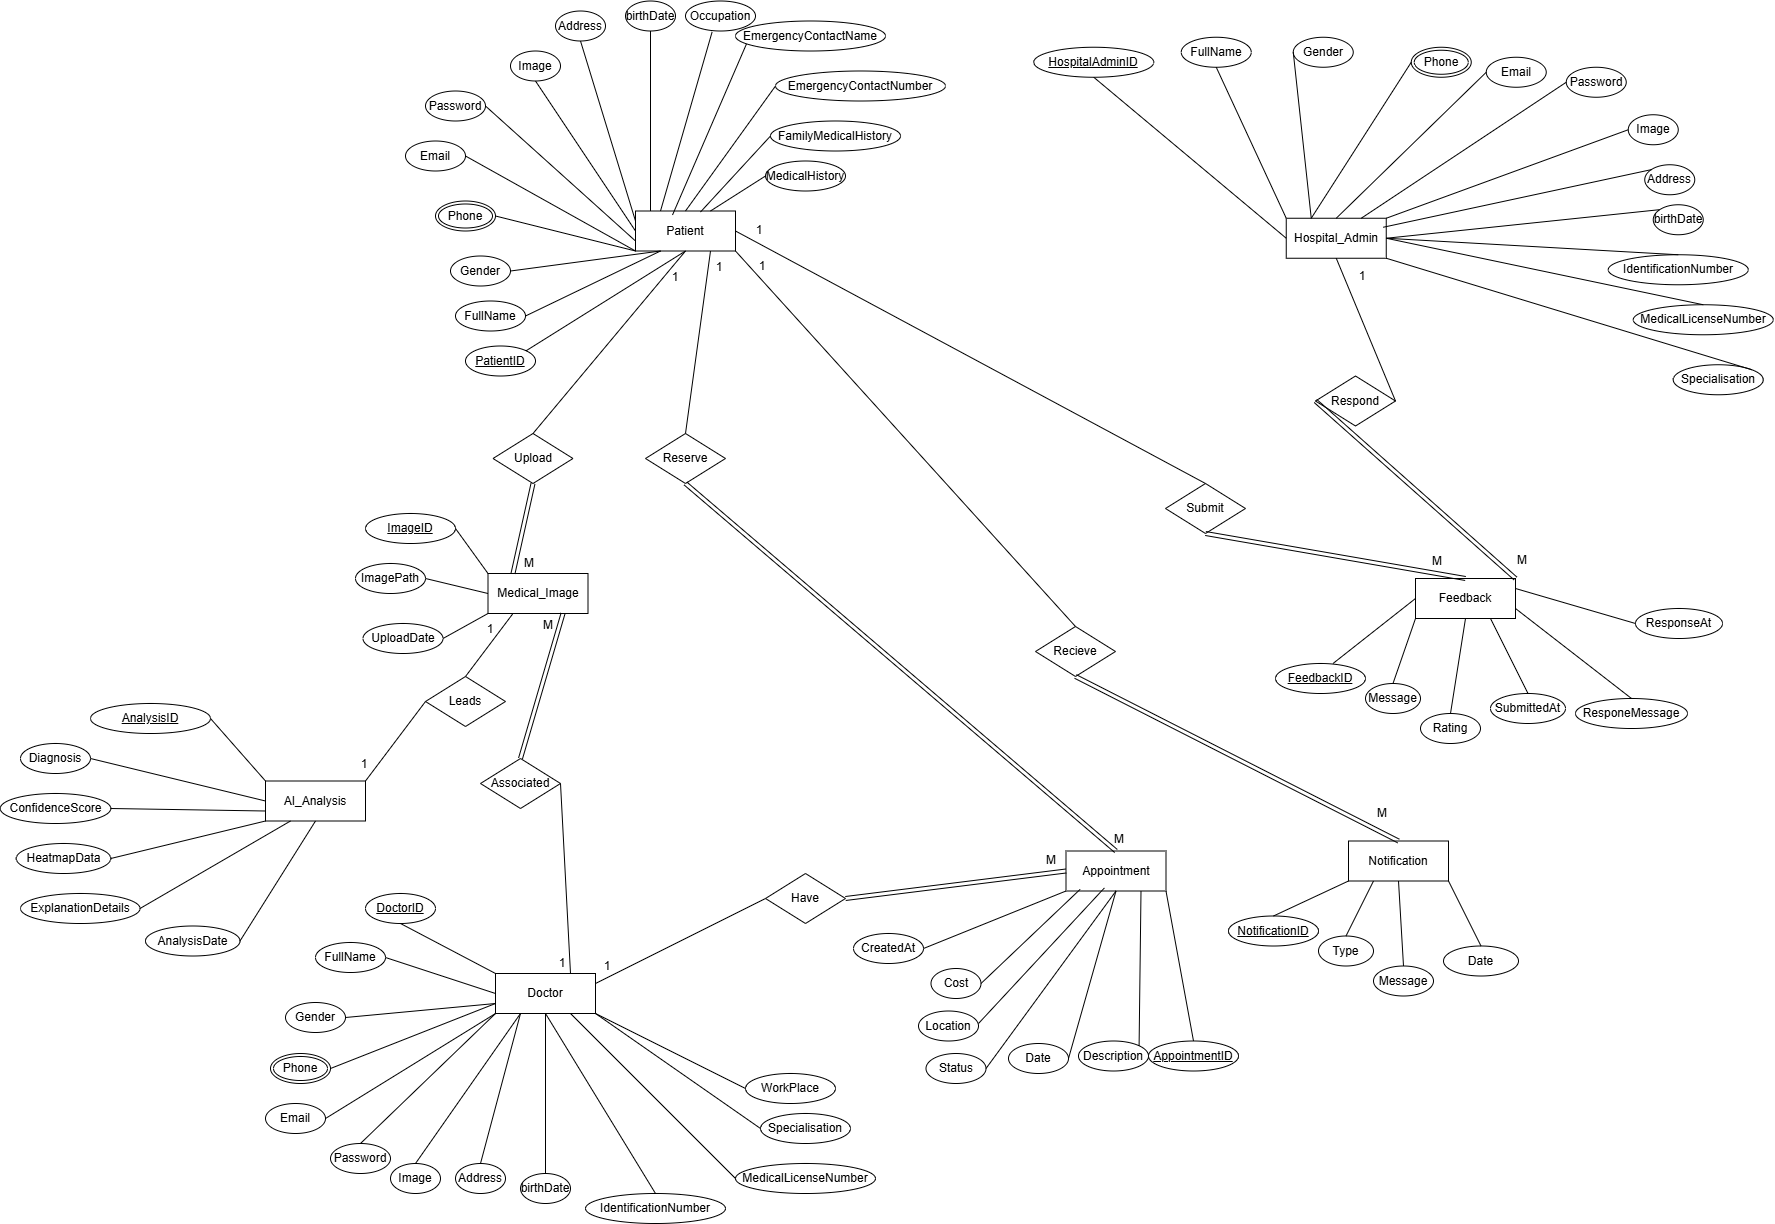 birthDate
Occupation
Address
EmergencyContactName
Image
EmergencyContactNumber
Password
FamilyMedicalHistory
Email
MedicalHistory
Phone
Patient
Gender
FullName
PatientID
1
1
1
1
HospitalAdminID
FullName
Gender
Phone
Email
Password
Image
Address
birthDate
Hospital_Admin
IdentificationNumber
MedicalLicenseNumber
Specialisation
1
Respond
Upload
Reserve
Submit
Recieve
M
M
Feedback
ResponseAt
FeedbackID
Message
Rating
SubmittedAt
ResponeMessage
ImageID
ImagePath
UploadDate
M
Medical_Image
1
M
Leads
Associated
1
AnalysisID
Diagnosis
ConfidenceScore
HeatmapData
ExplanationDetails
AnalysisDate
AI_Analysis
M
M
Have
Appointment
CreatedAt
Cost
Location
Status
Date
Description
AppointmentID
M
Notification
NotificationID
Type
Message
Date
1
1
DoctorID
FullName
Doctor
Gender
Phone
Email
Password
Image
Address
birthDate
IdentificationNumber
MedicalLicenseNumber
Specialisation
WorkPlace